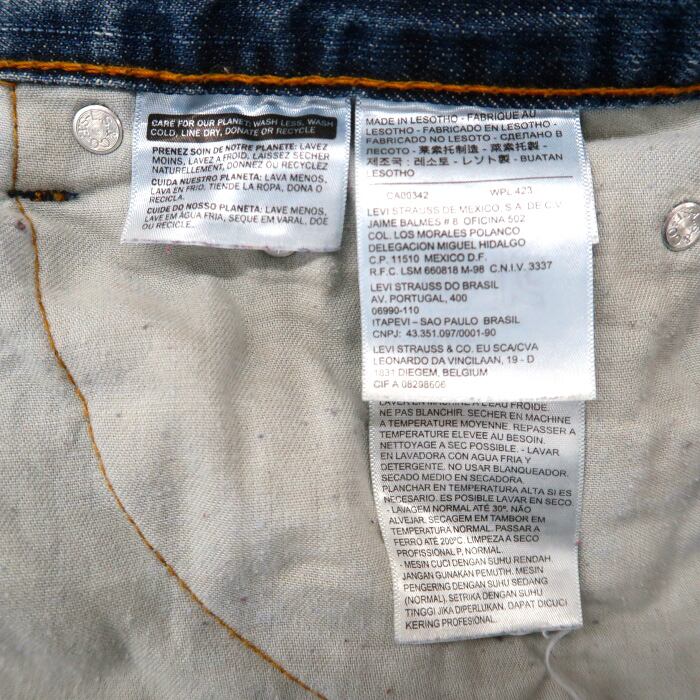 CARE FOR OUR PLANET: WASH LESS, WASH
COLD, LINE DRY, DONATE OR RECYCLE
PRENEZ SOIN DE NOTRE PLANETE: LAVEZ
MOINS, LAVEZ A FROID, LAISSEZ SECHER
NATURELLEMENT, DONNEZ OU RECYCLEZ
CUIDA NUESTRO PLANETA: LAVA MENOS,
LAVA EN FRIO, TIENDE LA ROPA, DONA O
RECICLA.
CUIDE DO NOSSO PLANETA: LAVE MENOS,
LAVE EM ÁGUA FRIA, SEQUE EM VARAL, DOE
OU RECICLE.
MADE IN LESOTHO - FABRIQUE AU
LESOTHO - FABRICADO EN LESOTHO -
FABRICADO NO LESOTO - СДЕЛАНО В
ЛЕСОТО - 莱索托制造 - 萊索托製 -
제조국: 레소토 - レソト製 - BUATAN
LESOTHO
CA00342 WPL 423
LEVI STRAUSS DE MEXICO, S.A. DE C.V.
JAIME BALMES # 8 OFICINA 502
COL. LOS MORALES POLANCO
DELEGACION MIGUEL HIDALGO
C.P. 11510 MEXICO D.F.
R.F.C. LSM 660818 M-98 C.N.I.V. 3337
LEVI STRAUSS DO BRASIL
AV. PORTUGAL, 400
06990-110
ITAPEVI – SAO PAULO BRASIL
CNPJ: 43.351.097/0001-90
LEVI STRAUSS & CO. EU SCA/CVA
LEONARDO DA VINCILAAN, 19 - D
1831 DIEGEM, BELGIUM
CIF A 08298606
LAVER EN MACHINE A L'EAU FROIDE.
NE PAS BLANCHIR. SECHER EN MACHINE
A TEMPERATURE MOYENNE. REPASSER A
TEMPERATURE ELEVEE AU BESOIN.
NETTOYAGE A SEC POSSIBLE. - LAVAR
EN LAVADORA CON AGUA FRIA Y
DETERGENTE. NO USAR BLANQUEADOR.
SECADO MEDIO EN SECADORA.
PLANCHAR EN TEMPERATURA ALTA SI ES
NECESARIO. ES POSIBLE LAVAR EN SECO.
- LAVAGEM NORMAL ATÉ 30°. NÃO
ALVEJAR. SECAGEM EM TAMBOR EM
TEMPERATURA NORMAL. PASSAR A
FERRO ATÉ 200°C. LIMPEZA A SECO
PROFISSIONAL P, NORMAL.
- MESIN CUCI DENGAN SUHU RENDAH
JANGAN GUNAKAN PEMUTIH. MESIN
PENGERING DENGAN SUHU SEDANG
(NORMAL). SETRIKA DENGAN SUHU
TINGGI JIKA DIPERLUKAN. DAPAT DICUCI
KERING PROFESIONAL.